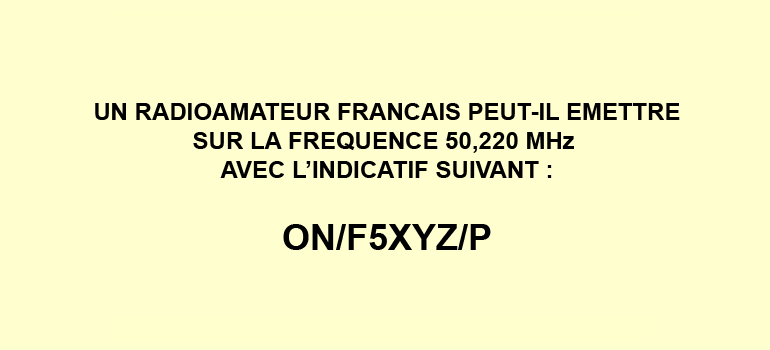 UN RADIOAMATEUR FRANCAIS PEUT-IL EMETTRE
SUR LA FREQUENCE 50,220 MHz
AVEC L’INDICATIF SUIVANT :
ON/F5XYZ/P